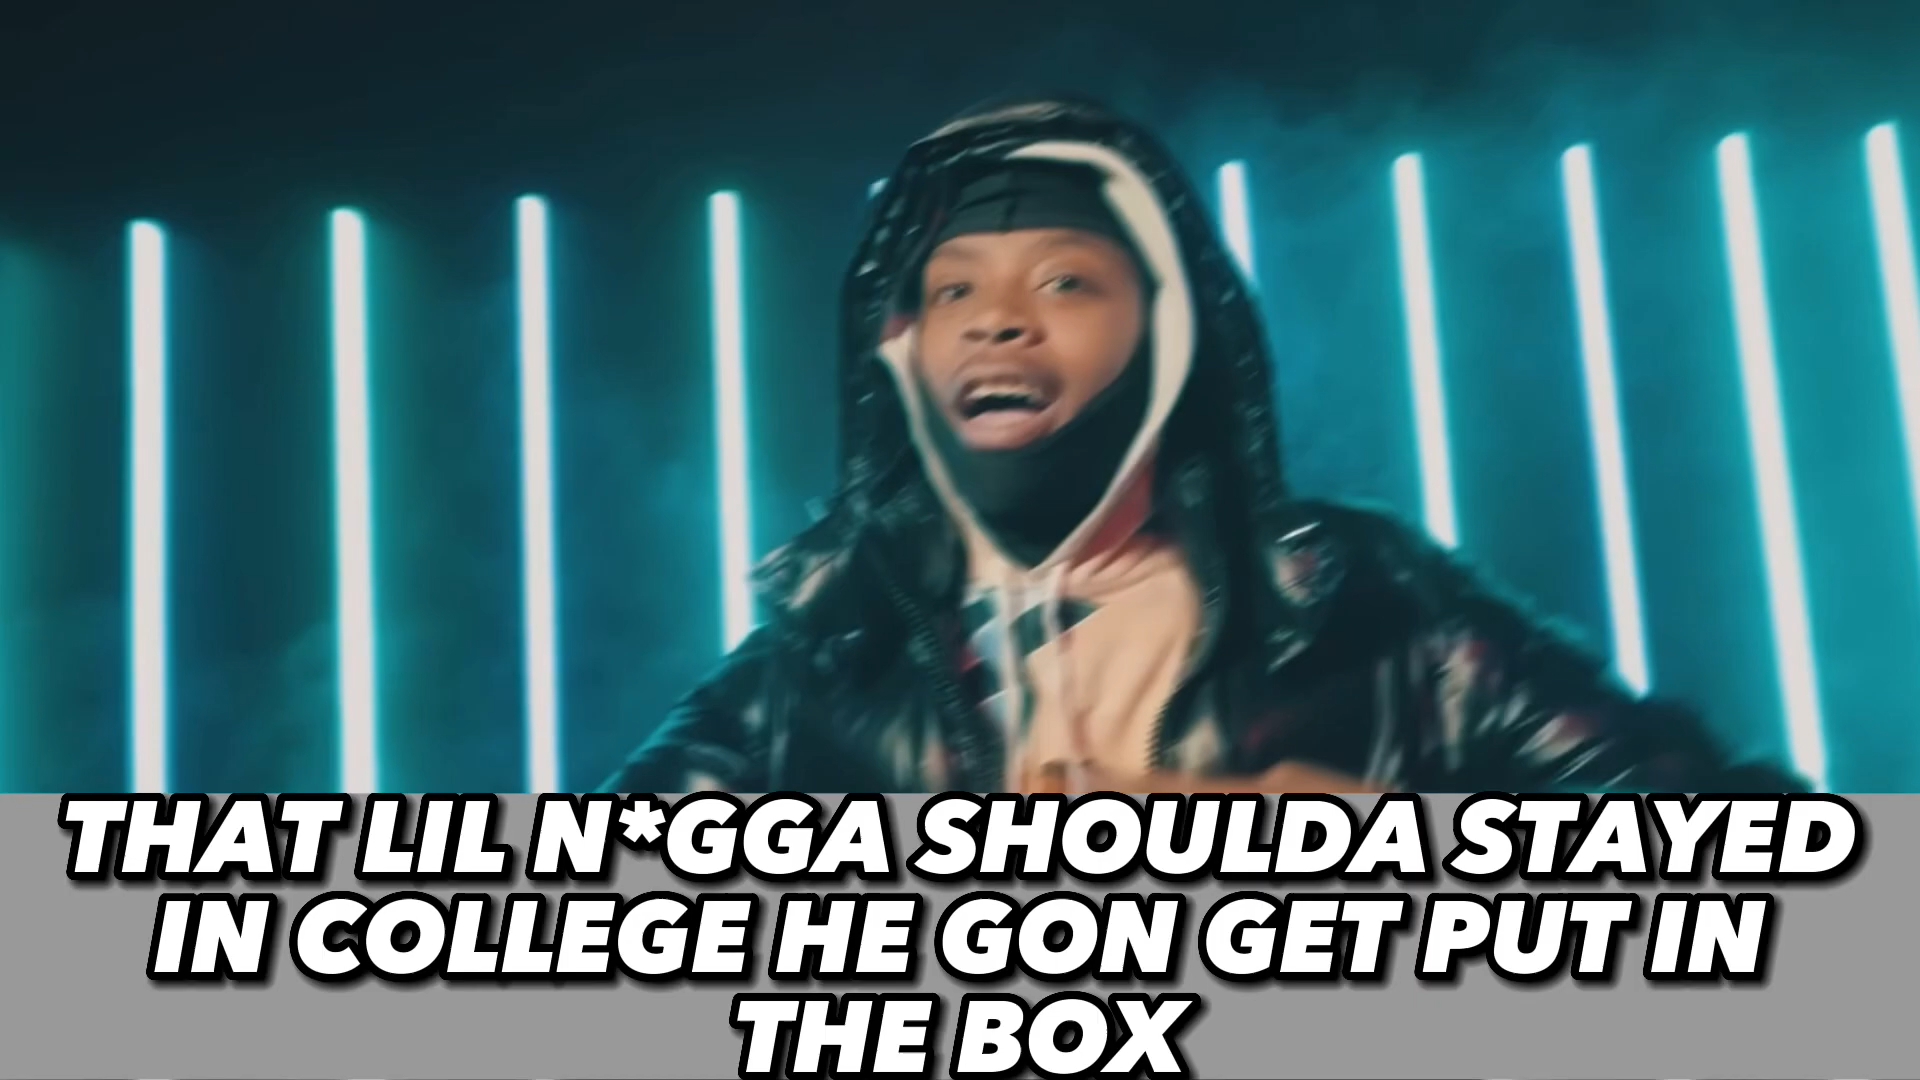 THAT LIL N*GGA SHOULDA STAYED
IN COLLEGE HE GON GET PUT IN
THE BOX